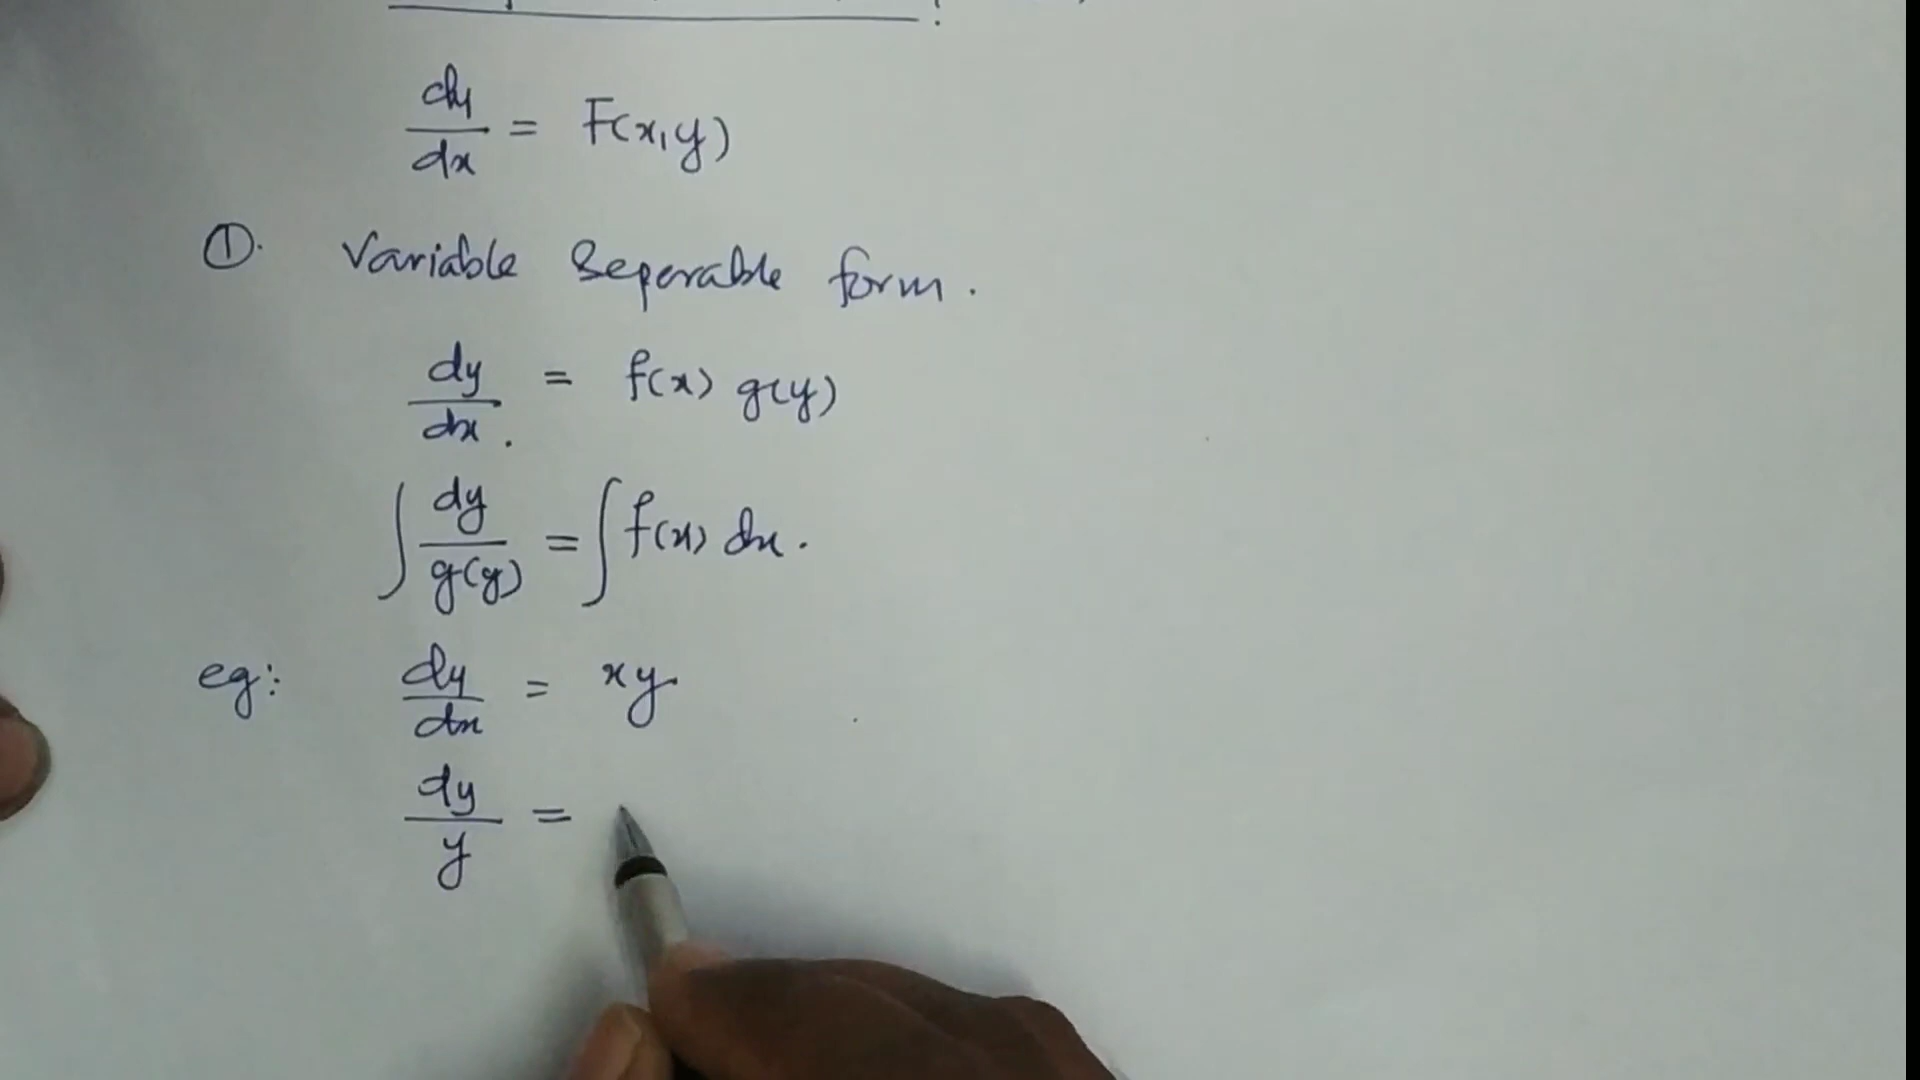 dy/dx = F(x,y)
①. Variable Seperable form.
dy/dx. = f(x) g(y)
∫ dy/g(y) = ∫ f(x) dx.
eg:. dy/dx = xy
dy/y =